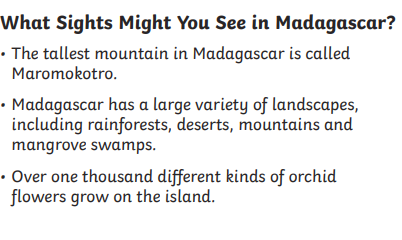 What Sights Might You See in Madagascar?
• The tallest mountain in Madagascar is called
Maromokotro.
• Madagascar has a large variety of landscapes,
including rainforests, deserts, mountains and
mangrove swamps.
• Over one thousand different kinds of orchid
flowers grow on the island.